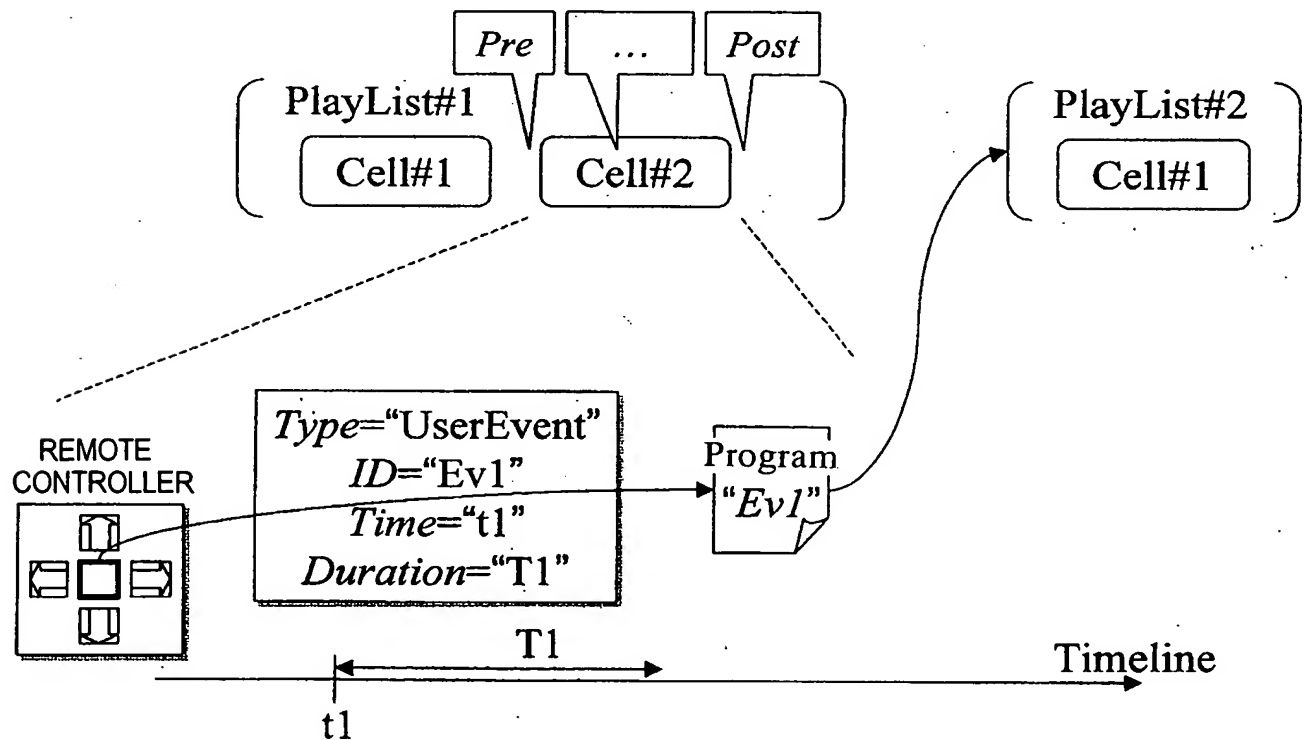 Pre
...
Post
PlayList#1
Cell#1
Cell#2
PlayList#2
Cell#1
REMOTE
CONTROLLER
Type=“UserEvent”
ID=“Ev1”
Time=“t1”
Duration=“T1”
Program
“Ev1”
T1
Timeline
t1